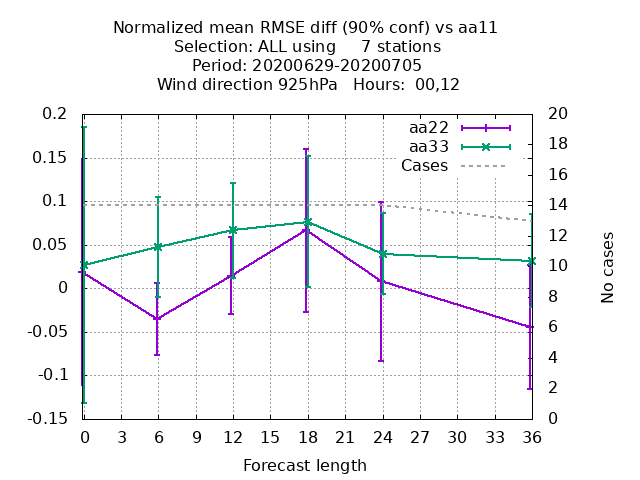 Normalized mean RMSE diff (90% conf) vs aa11
Selection: ALL using     7 stations
Period: 20200629-20200705
Wind direction 925hPa   Hours:  00,12
0.2
0.15
0.1
0.05
0
-0.05
-0.1
-0.15
20
18
16
14
12
10
8
6
4
2
0
aa22
aa33
Cases
No cases
0 3 6 9 12 15 18 21 24 27 30 33 36
Forecast length